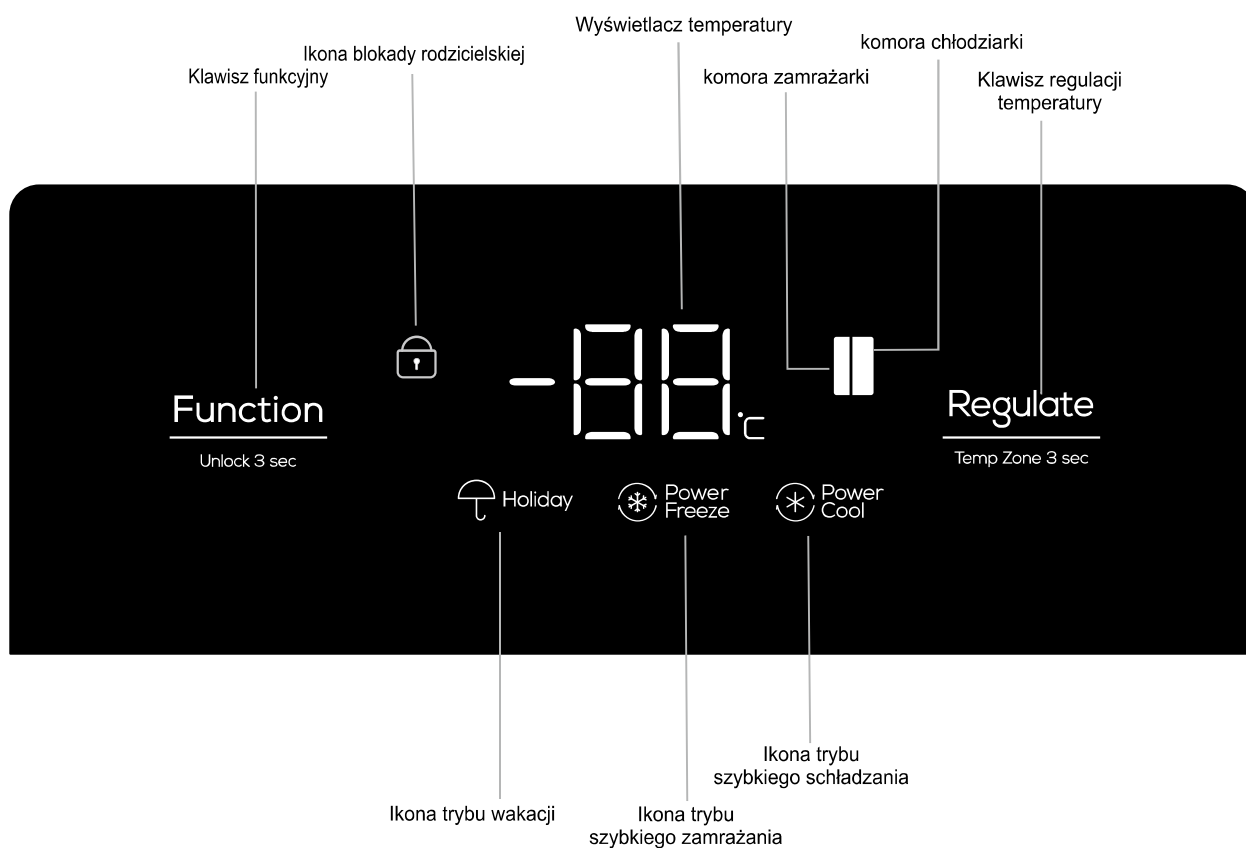 Wyświetlacz temperatury
komora chłodziarki
Ikona blokady rodzicielskiej
Klawisz funkcyjny
komora zamrażarki
Klawisz regulacji
temperatury
-88°C
Function
Unlock 3 sec
Regulate
Temp Zone 3 sec
Holiday
Power
Freeze
Power
Cool
Ikona trybu
szybkiego schładzania
Ikona trybu wakacji
Ikona trybu
szybkiego zamrażania